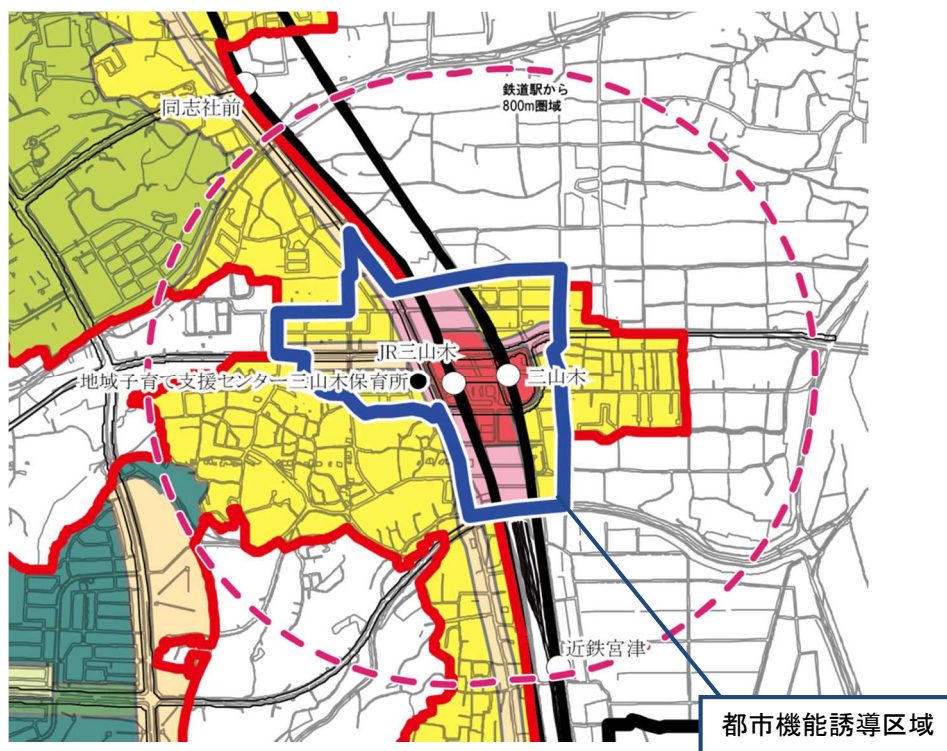 鉄道駅から
800m圏域
同志社前
JR三山木
地域子育て支援センター三山木保育所
三山木
近鉄宮津
都市機能誘導区域